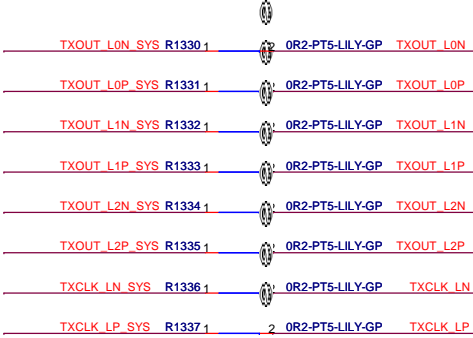 TXOUT_L0N_SYS R1330 1 2 0R2-PT5-LILY-GP TXOUT_L0N
TXOUT_L0P_SYS R1331 1 0R2-PT5-LILY-GP TXOUT_L0P
TXOUT_L1N_SYS R1332 1 0R2-PT5-LILY-GP TXOUT_L1N
TXOUT_L1P_SYS R1333 1 0R2-PT5-LILY-GP TXOUT_L1P
TXOUT_L2N_SYS R1334 1 0R2-PT5-LILY-GP TXOUT_L2N
TXOUT_L2P_SYS R1335 1 0R2-PT5-LILY-GP TXOUT_L2P
TXCLK_LN_SYS R1336 1 0R2-PT5-LILY-GP TXCLK_LN
TXCLK_LP_SYS R1337 1 2 0R2-PT5-LILY-GP TXCLK_LP